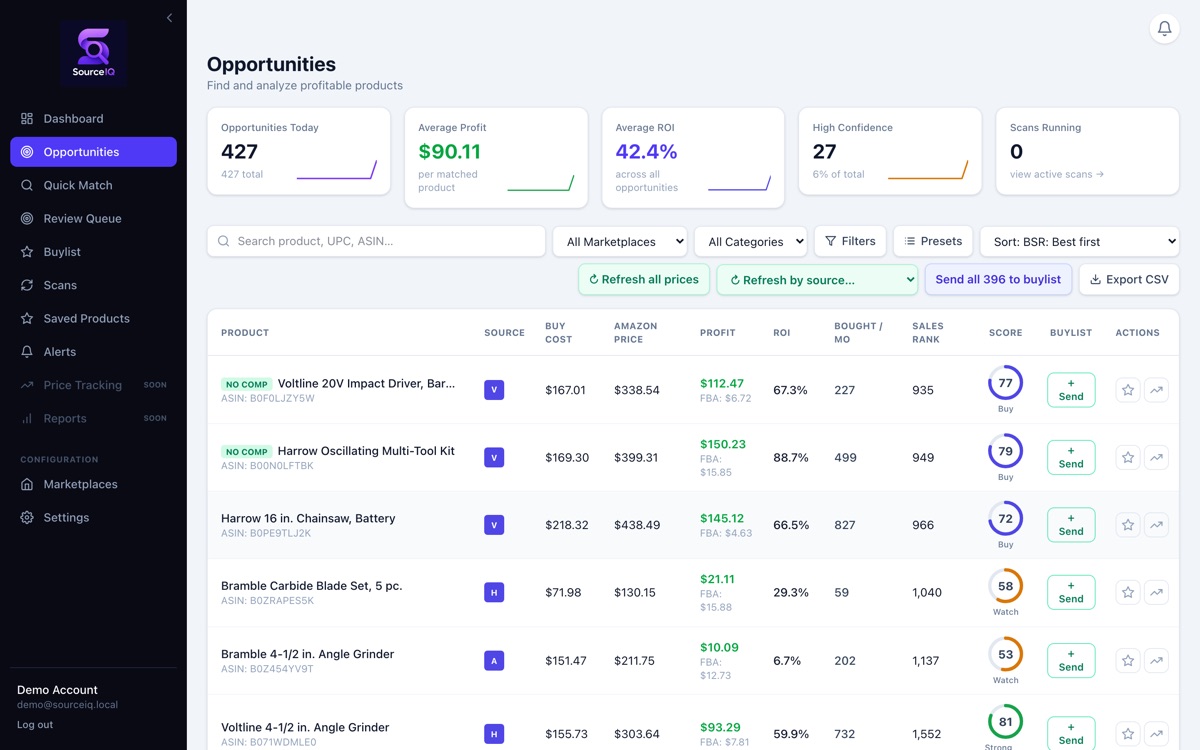 SourceIQ
Dashboard
Opportunities
Quick Match
Review Queue
Buylist
Scans
Saved Products
Alerts
Price Tracking SOON
Reports SOON
CONFIGURATION
Marketplaces
Settings
Demo Account
demo@sourceiq.local
Log out
Opportunities
Find and analyze profitable products
Opportunities Today
427
427 total
Average Profit
$90.11
per matched
product
Average ROI
42.4%
across all
opportunities
High Confidence
27
6% of total
Scans Running
0
view active scans →
Search product, UPC, ASIN...
All Marketplaces
All Categories
Filters
Presets
Sort: BSR: Best first
↻ Refresh all prices
↻ Refresh by source...
Send all 396 to buylist
Export CSV
PRODUCT SOURCE BUY COST AMAZON PRICE PROFIT ROI BOUGHT / MO SALES RANK SCORE BUYLIST ACTIONS
NO COMP Voltline 20V Impact Driver, Bar...
ASIN: B0F0LJZY5W
V
$167.01
$338.54
$112.47
FBA: $6.72
67.3%
227
935
77
Buy
+
Send
NO COMP Harrow Oscillating Multi-Tool Kit
ASIN: B00N0LFTBK
V
$169.30
$399.31
$150.23
FBA:
$15.85
88.7%
499
949
79
Buy
+
Send
Harrow 16 in. Chainsaw, Battery
ASIN: B0PE9TLJ2K
V
$218.32
$438.49
$145.12
FBA: $4.63
66.5%
827
966
72
Buy
+
Send
Bramble Carbide Blade Set, 5 pc.
ASIN: B0ZRAPES5K
H
$71.98
$130.15
$21.11
FBA:
$15.88
29.3%
59
1,040
58
Watch
+
Send
Bramble 4-1/2 in. Angle Grinder
ASIN: B0Z454YV9T
A
$151.47
$211.75
$10.09
FBA:
$12.73
6.7%
202
1,137
53
Watch
+
Send
Voltline 4-1/2 in. Angle Grinder
ASIN: B071WDMLE0
H
$155.73
$303.64
$93.29
FBA: $7.81
59.9%
732
1,552
81
Strong
+
Send